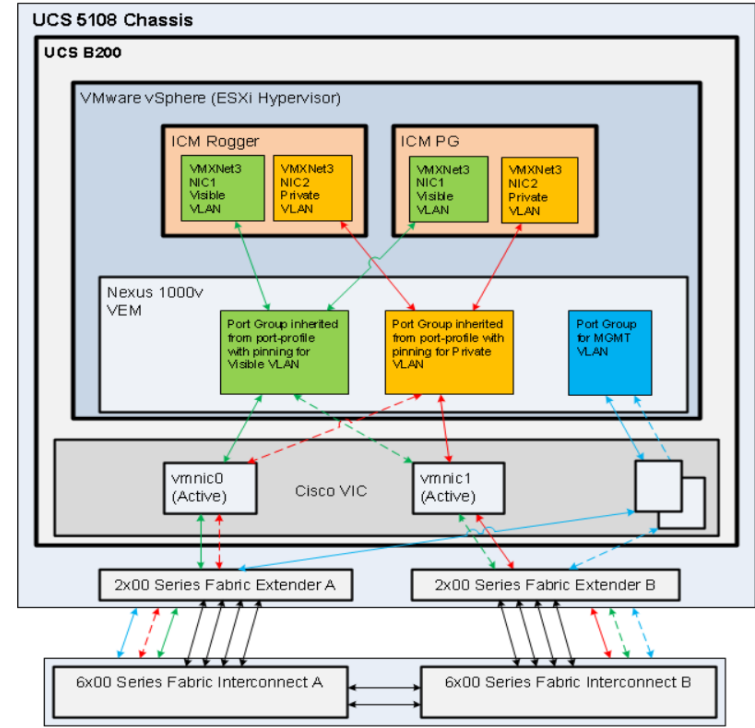 UCS 5108 Chassis
UCS B200
VMware vSphere (ESXi Hypervisor)
ICM Rogger
VMXNet3
NIC1
Visible
VLAN
VMXNet3
NIC2
Private
VLAN
ICM PG
VMXNet3
NIC1
Visible
VLAN
VMXNet3
NIC2
Private
VLAN
Nexus 1000v
VEM
Port Group inherited
from port-profile
with pinning for
Visible VLAN
Port Group inherited
from port-profile with
pinning for Private
VLAN
Port Group
for MGMT
VLAN
vmnic0
(Active)
Cisco VIC
vmnic1
(Active)
2x00 Series Fabric Extender A
2x00 Series Fabric Extender B
6x00 Series Fabric Interconnect A
6x00 Series Fabric Interconnect B